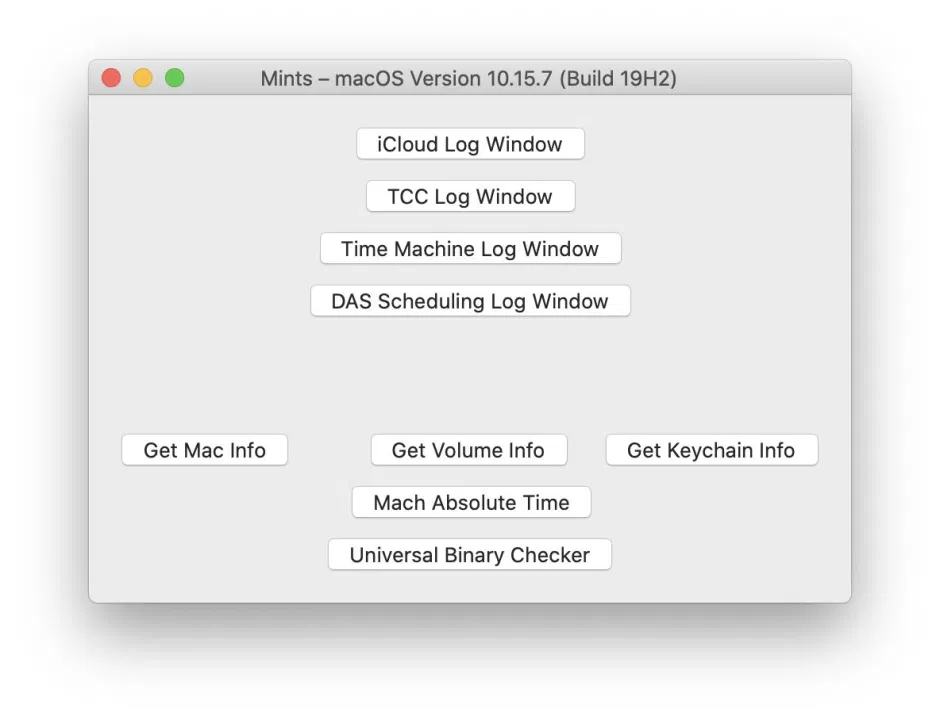 Mints – macOS Version 10.15.7 (Build 19H2)
iCloud Log Window
TCC Log Window
Time Machine Log Window
DAS Scheduling Log Window
Get Mac Info Get Volume Info Get Keychain Info
Mach Absolute Time
Universal Binary Checker